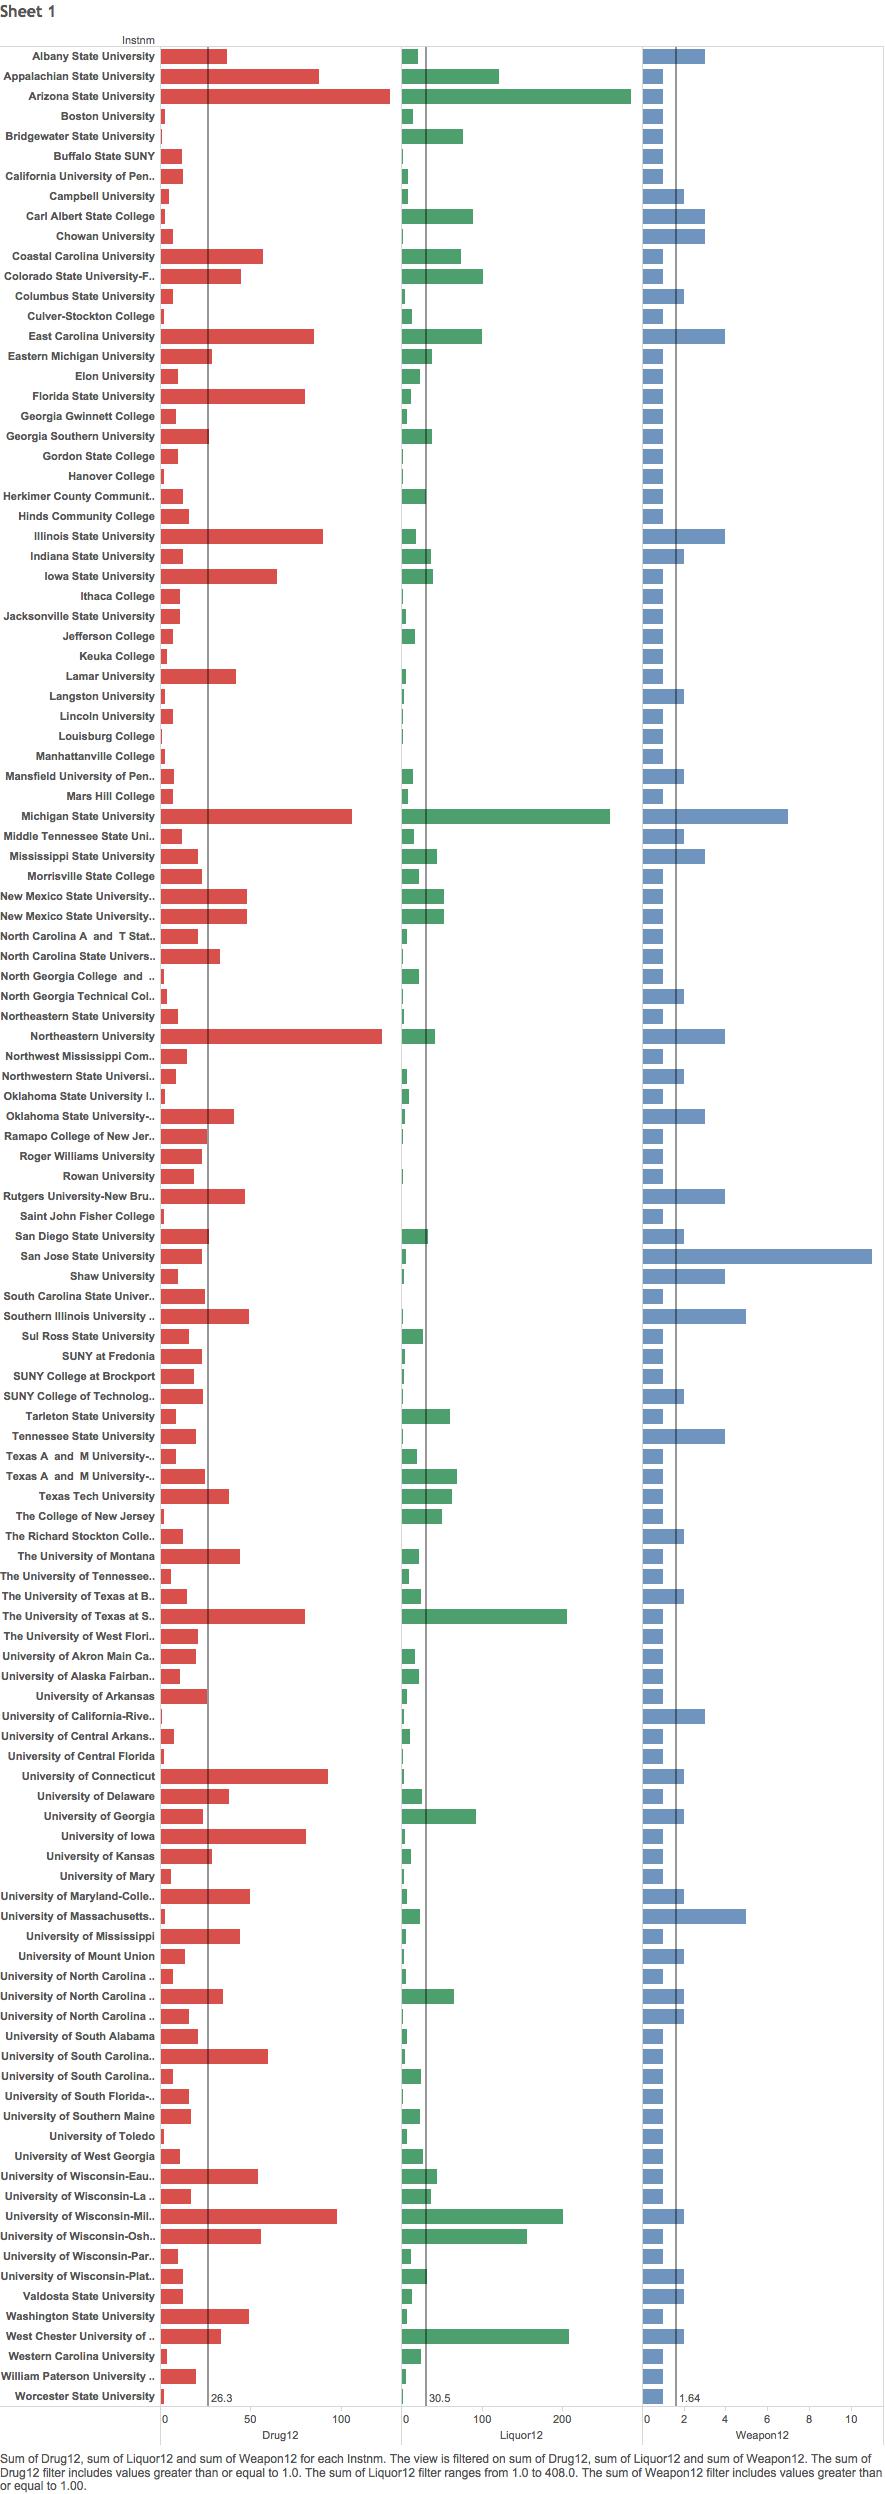 Sheet 1
Instnm
Albany State University
Appalachian State University
Arizona State University
Boston University
Bridgewater State University
Buffalo State SUNY
California University of Pen..
Campbell University
Carl Albert State College
Chowan University
Coastal Carolina University
Colorado State University-F..
Columbus State University
Culver-Stockton College
East Carolina University
Eastern Michigan University
Elon University
Florida State University
Georgia Gwinnett College
Georgia Southern University
Gordon State College
Hanover College
Herkimer County Communit..
Hinds Community College
Illinois State University
Indiana State University
Iowa State University
Ithaca College
Jacksonville State University
Jefferson College
Keuka College
Lamar University
Langston University
Lincoln University
Louisburg College
Manhattanville College
Mansfield University of Pen..
Mars Hill College
Michigan State University
Middle Tennessee State Uni..
Mississippi State University
Morrisville State College
New Mexico State University..
New Mexico State University..
North Carolina A and T Stat..
North Carolina State Univers..
North Georgia College and ..
North Georgia Technical Col..
Northeastern State University
Northeastern University
Northwest Mississippi Com..
Northwestern State Universi..
Oklahoma State University I..
Oklahoma State University-..
Ramapo College of New Jer..
Roger Williams University
Rowan University
Rutgers University-New Bru..
Saint John Fisher College
San Diego State University
San Jose State University
Shaw University
South Carolina State Univer..
Southern Illinois University ..
Sul Ross State University
SUNY at Fredonia
SUNY College at Brockport
SUNY College of Technolog..
Tarleton State University
Tennessee State University
Texas A and M University-..
Texas A and M University-..
Texas Tech University
The College of New Jersey
The Richard Stockton Colle..
The University of Montana
The University of Tennessee..
The University of Texas at B..
The University of Texas at S..
The University of West Flori..
University of Akron Main Ca..
University of Alaska Fairban..
University of Arkansas
University of California-Rive..
University of Central Arkans..
University of Central Florida
University of Connecticut
University of Delaware
University of Georgia
University of Iowa
University of Kansas
University of Mary
University of Maryland-Colle..
University of Massachusetts..
University of Mississippi
University of Mount Union
University of North Carolina ..
University of North Carolina ..
University of North Carolina ..
University of South Alabama
University of South Carolina..
University of South Carolina..
University of South Florida-..
University of Southern Maine
University of Toledo
University of West Georgia
University of Wisconsin-Eau..
University of Wisconsin-La ..
University of Wisconsin-Mil..
University of Wisconsin-Osh..
University of Wisconsin-Par..
University of Wisconsin-Plat..
Valdosta State University
Washington State University
West Chester University of ..
Western Carolina University
William Paterson University ..
Worcester State University 26.3 30.5 1.64
0 50 100 0 100 200 0 2 4 6 8 10
Drug12 Liquor12 Weapon12
Sum of Drug12, sum of Liquor12 and sum of Weapon12 for each Instnm. The view is filtered on sum of Drug12, sum of Liquor12 and sum of Weapon12. The sum of
Drug12 filter includes values greater than or equal to 1.0. The sum of Liquor12 filter ranges from 1.0 to 408.0. The sum of Weapon12 filter includes values greater than
or equal to 1.00.